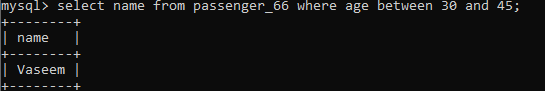 mysql> select name from passenger_66 where age between 30 and 45;
+--------+
| name   |
+--------+
| Vaseem |
+--------+